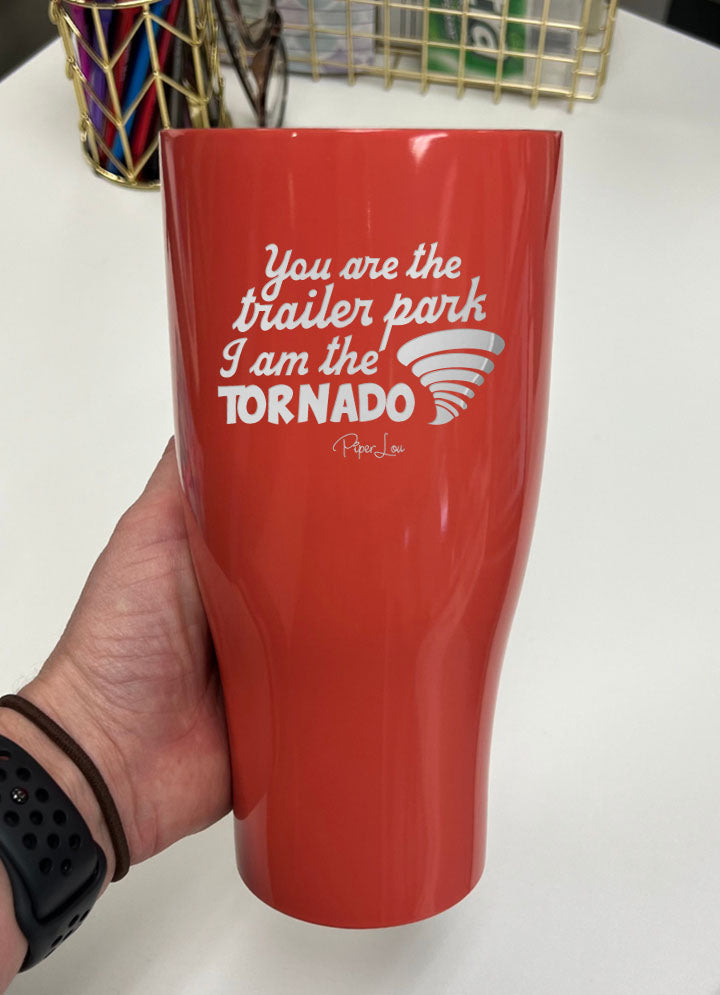 You are the
trailer park
I am the
TORNADO
Piper Lou